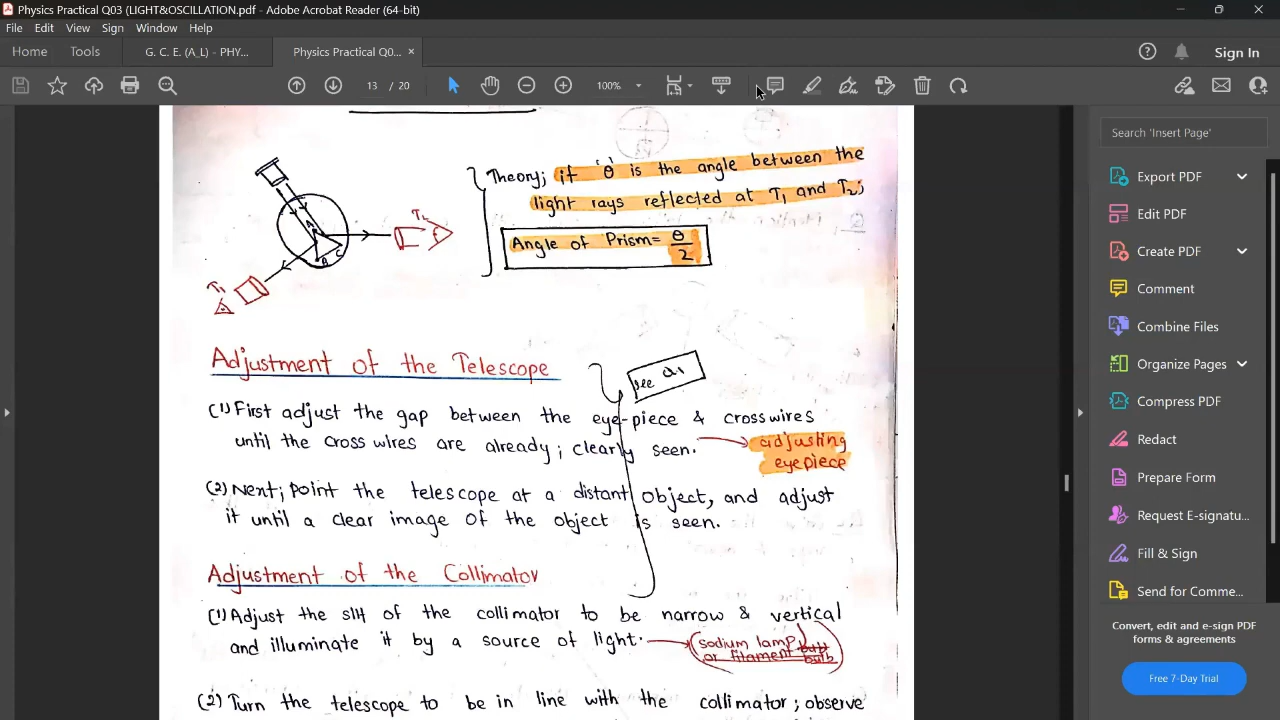 Physics Practical Q03 (LIGHT&OSCILLATION.pdf - Adobe Acrobat Reader (64-bit)
File Edit View Sign Window Help
Home Tools G. C. E. (A_L) - PHY... Physics Practical Q0... × Sign In
13 / 20 100%
Theory; if 'θ' is the angle between the
light rays reflected at T₁ and T₂;
Angle of Prism = θ/2
T₁
A
C
Adjustment of the Telescope
see Q1
(1) First adjust the gap between the eye-piece & crosswires
until the cross wires are already; clearly seen. → adjusting
eyepiece
(2) Next; point the telescope at a distant object, and adjust
it until a clear image of the object is seen.
Adjustment of the Collimator
(1) Adjust the slit of the collimator to be narrow & vertical
and illuminate it by a source of light. → (sodium lamp
or filament bulb)
(2) Turn the telescope to be in line with the collimator; observe
Search 'Insert Page'
Export PDF
Edit PDF
Create PDF
Comment
Combine Files
Organize Pages
Compress PDF
Redact
Prepare Form
Request E-signatu...
Fill & Sign
Send for Comme...
Convert, edit and e-sign PDF
forms & agreements
Free 7-Day Trial